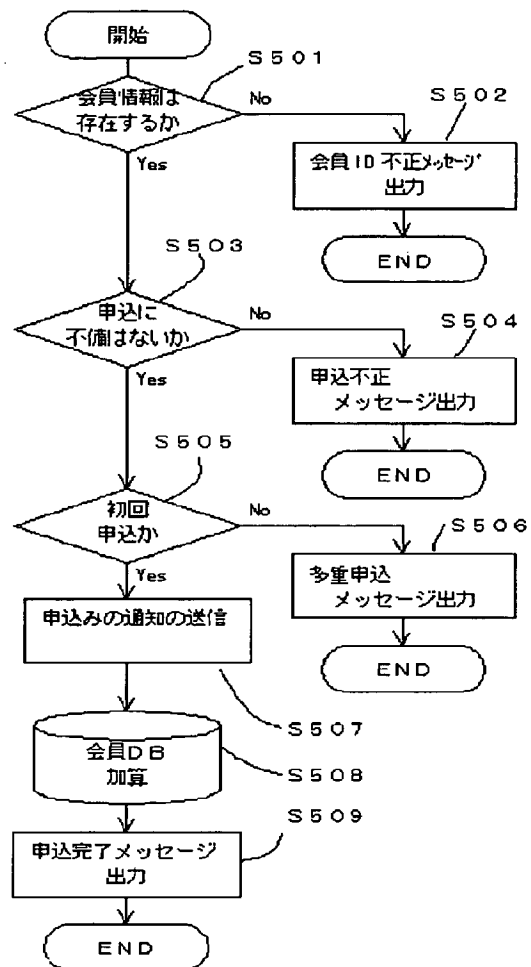 開始
S501
会員情報は
存在するか
No
S502
Yes
会員ID不正メッセージ
出力
END
S503
申込に
不備はないか
No
S504
Yes
申込不正
メッセージ出力
END
S505
初回
申込か
No
S506
Yes
多重申込
メッセージ出力
END
申込みの通知の送信
S507
会員DB
加算
S508
S509
申込完了メッセージ
出力
END